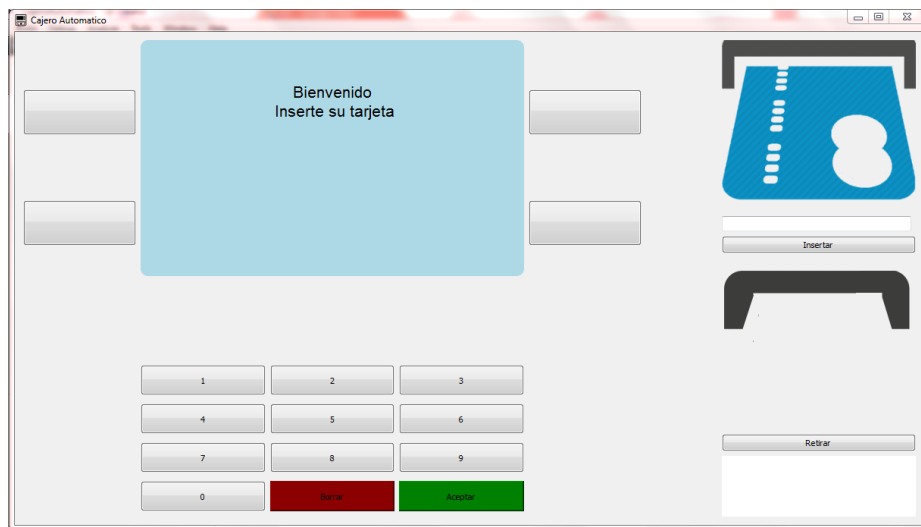 Cajero Automatico
Bienvenido
Inserte su tarjeta
Insertar
1
2
3
4
5
6
7
8
9
0
Borrar
Aceptar
Retirar